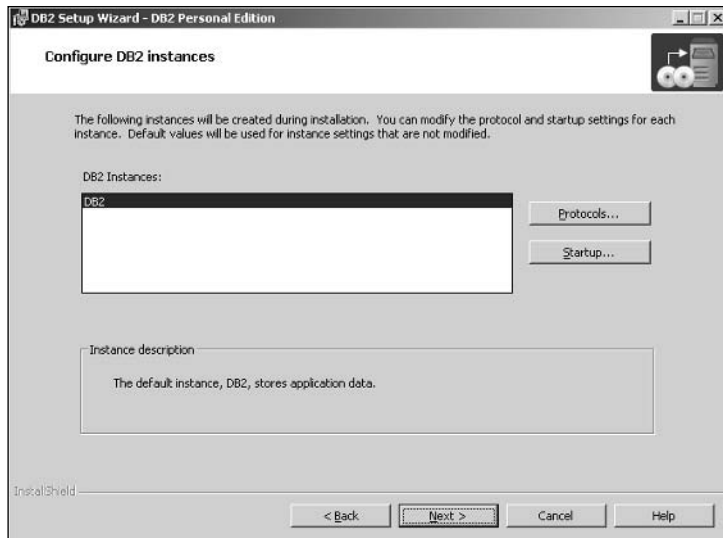 DB2 Setup Wizard - DB2 Personal Edition
Configure DB2 instances
The following instances will be created during installation. You can modify the protocol and startup settings for each
instance. Default values will be used for instance settings that are not modified.
DB2 Instances:
DB2
Protocols...
Startup...
Instance description
The default instance, DB2, stores application data.
InstallShield
< Back
Next >
Cancel
Help